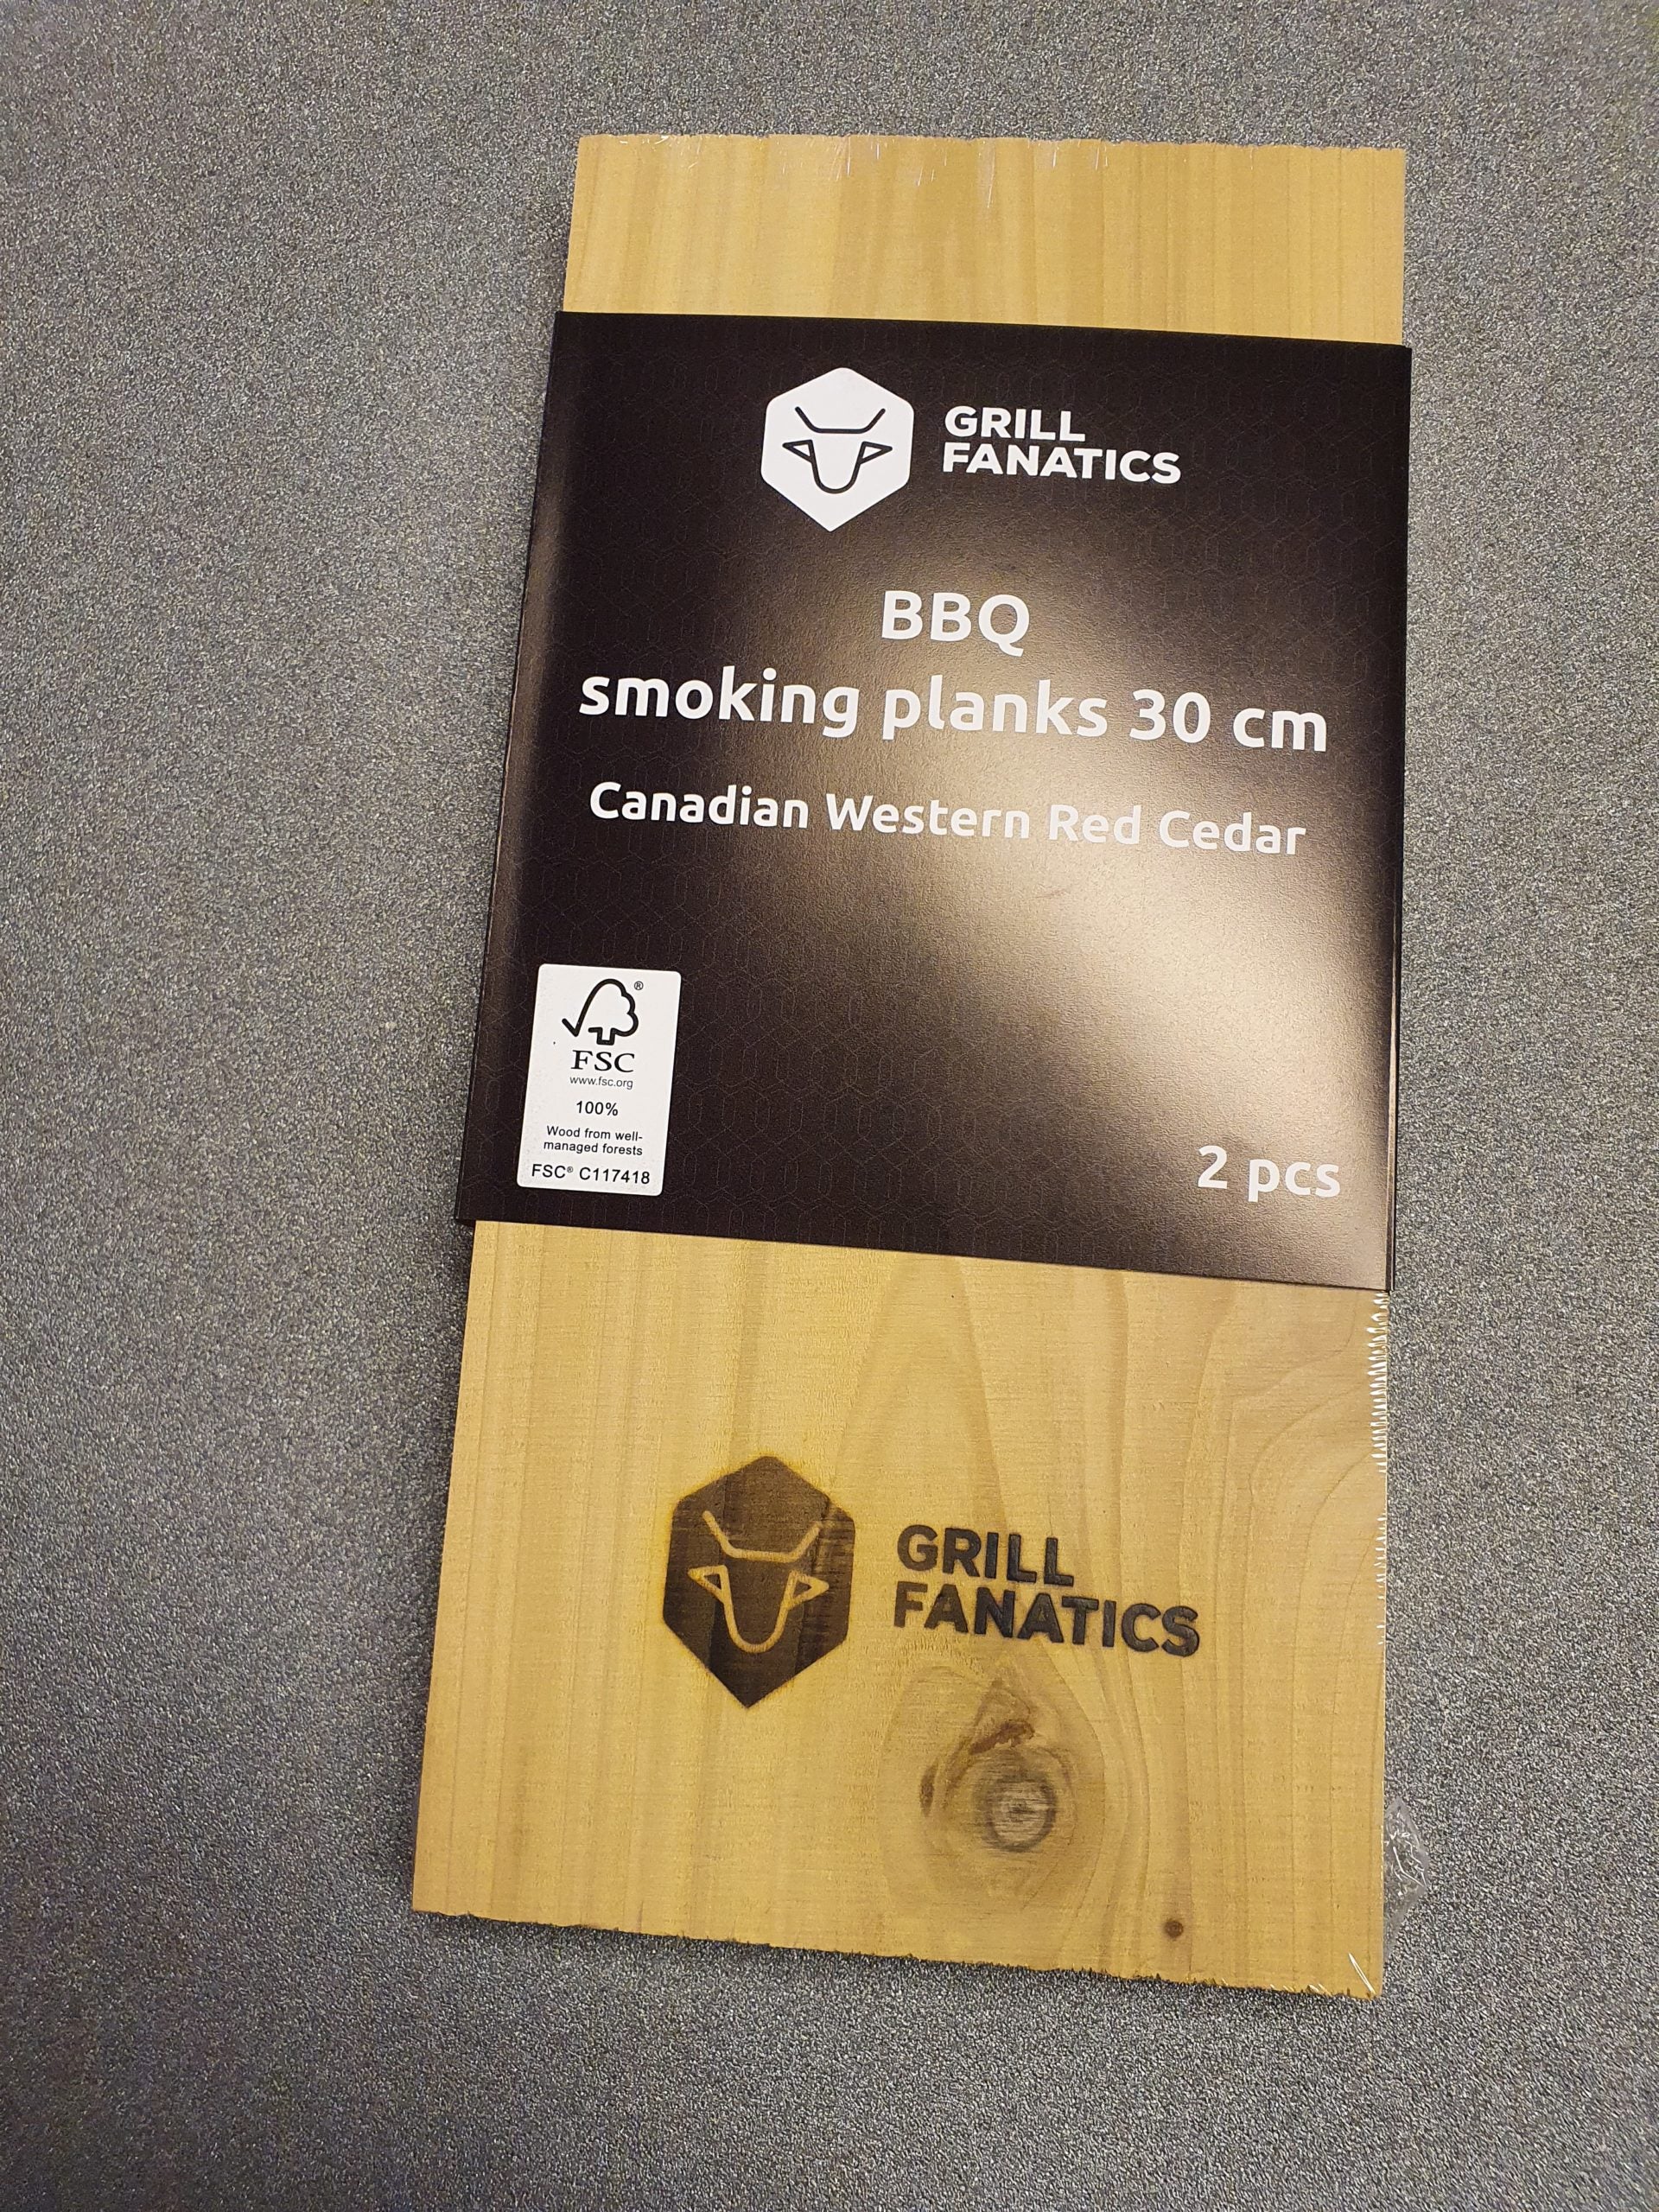 GRILL
FANATICS
BBQ
smoking planks 30 cm
Canadian Western Red Cedar
®
FSC
www.fsc.org
100%
Wood from well-
managed forests
FSC® C117418
2 pcs
GRILL
FANATICS